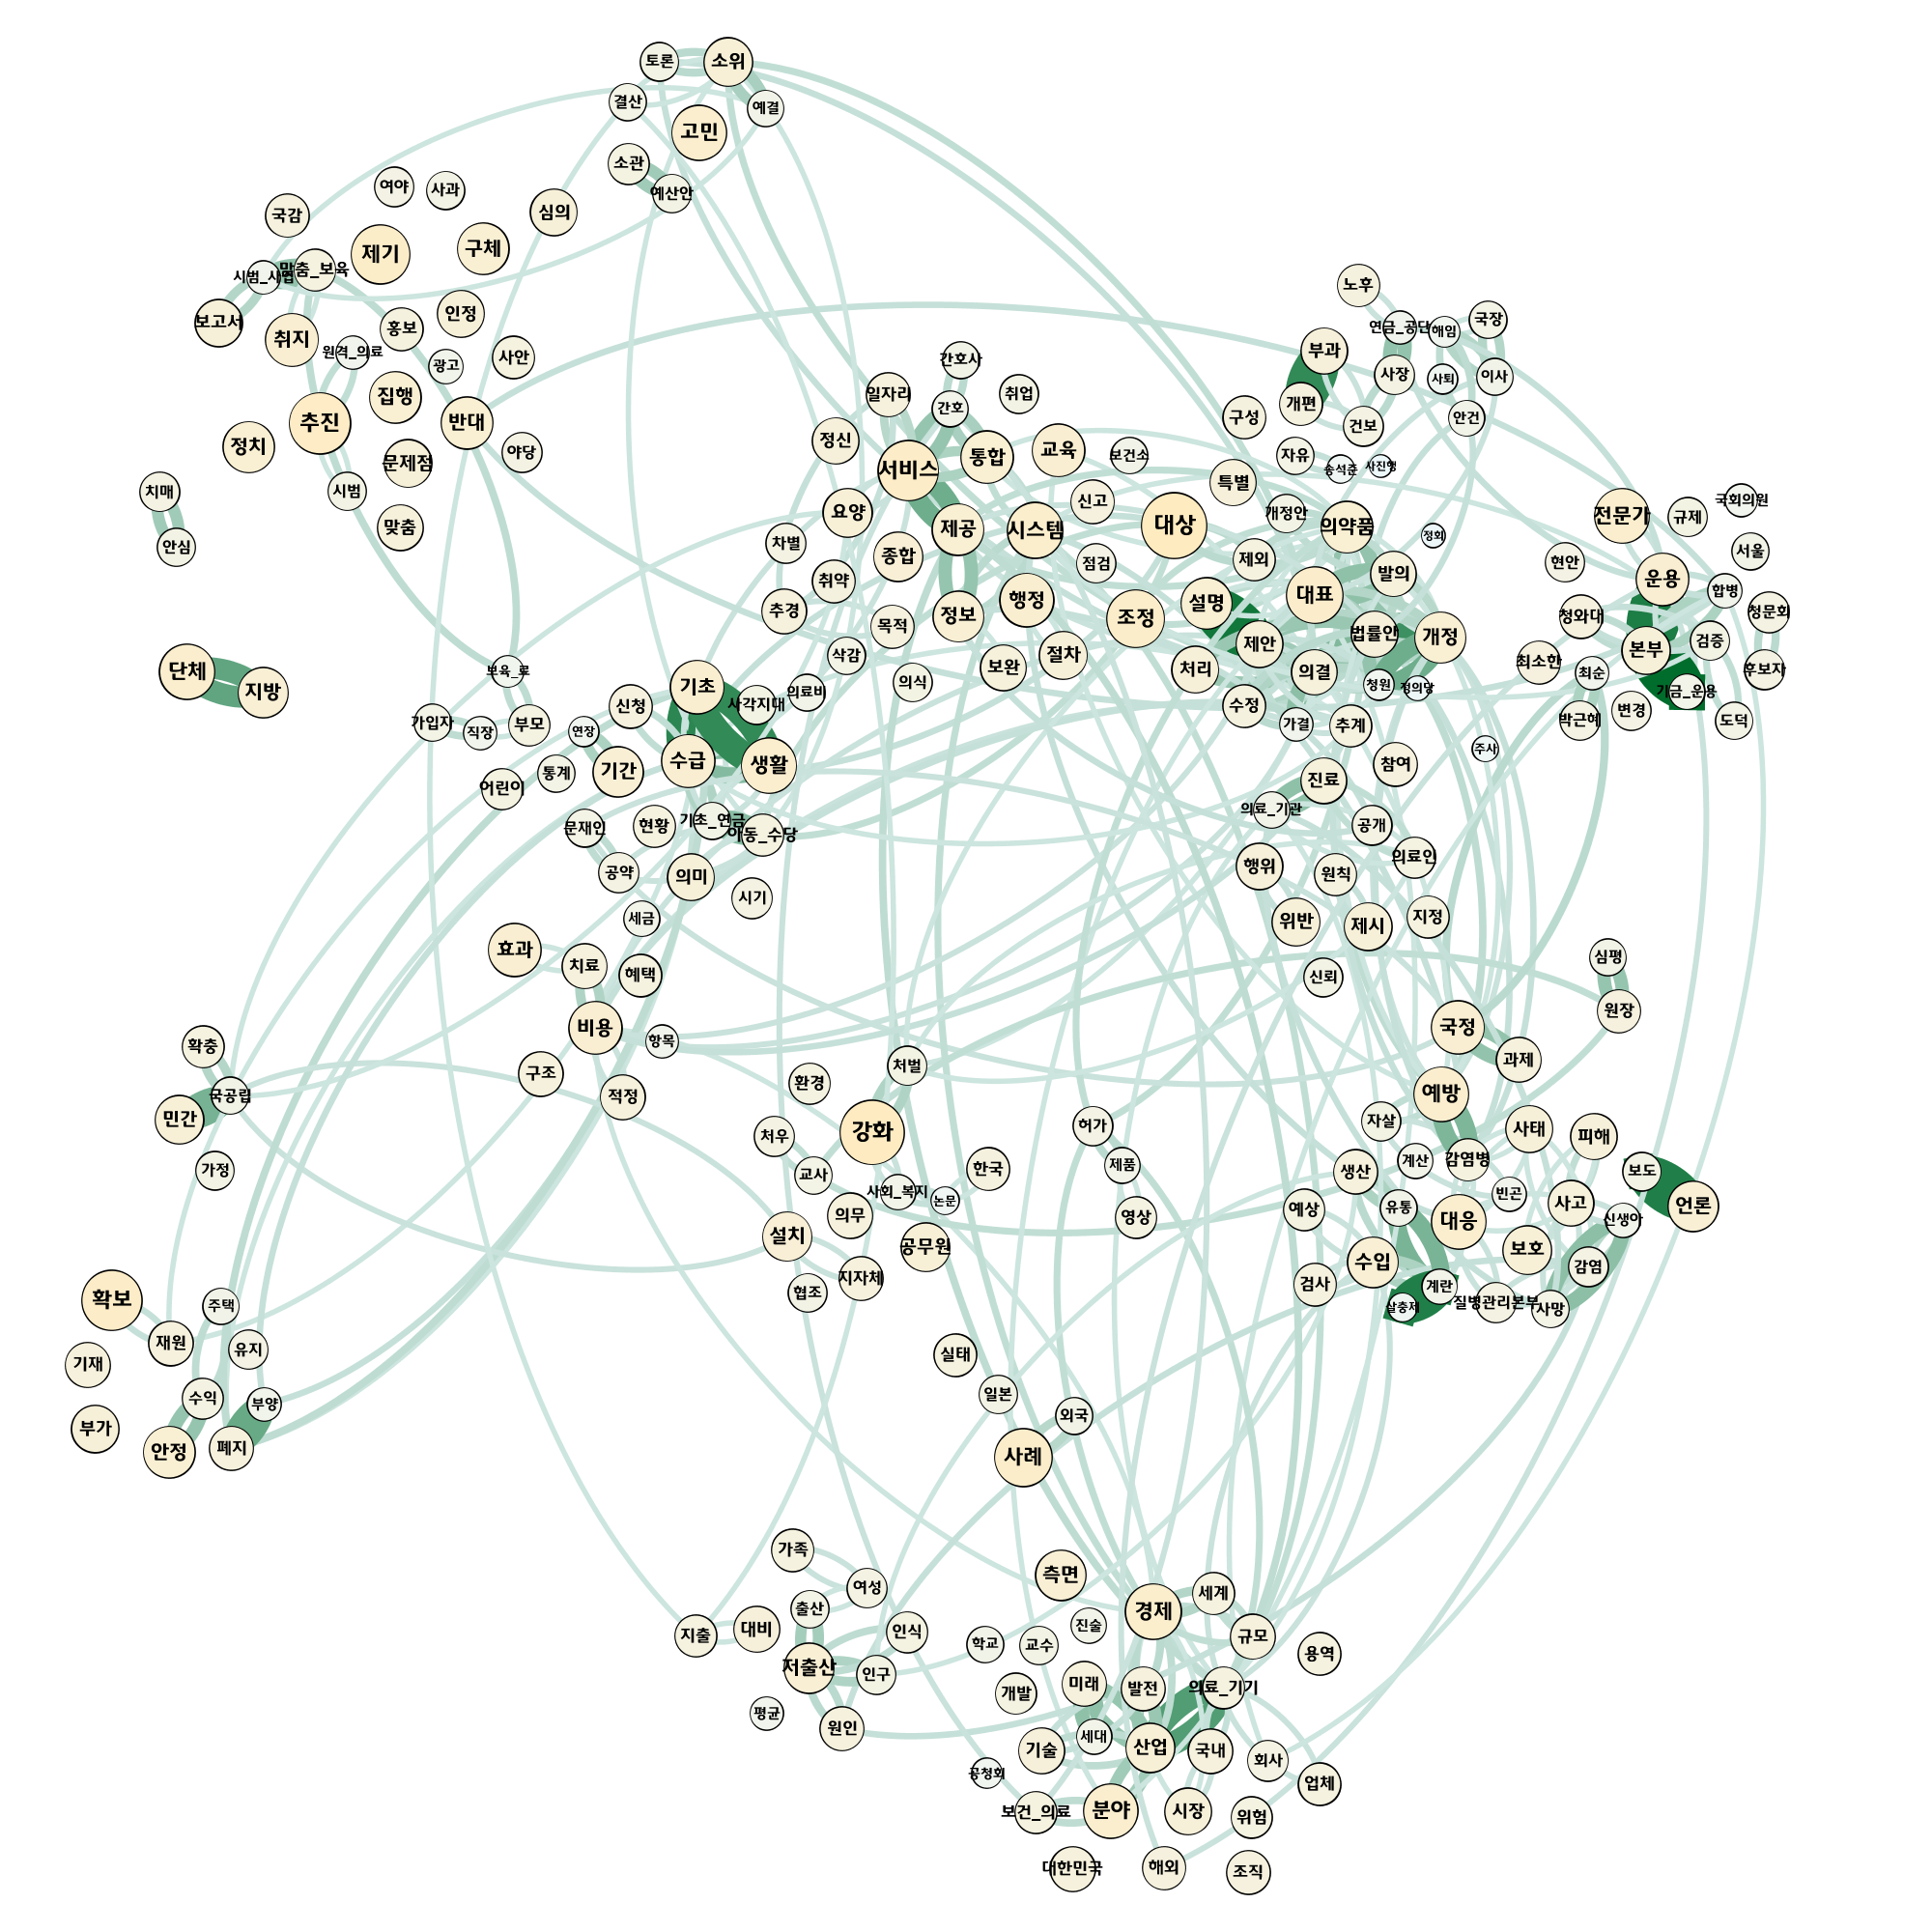 토론
소위
결산
예결
고민
소관
예산안
여야
사과
국감
심의
제기
구체
시범_사업
맞춤_보육
보고서
취지
인정
홍보
원격_의료
광고
사안
집행
추진
반대
정치
문제점
야당
시범
치매
맞춤
안심
단체
지방
보육_료
가입자
직장
부모
노후
연금_공단
해임
국장
부과
사장
사퇴
이사
개편
건보
안건
간호사
일자리
간호
취업
구성
정신
서비스
통합
교육
보건소
자유
송석준
사진행
특별
요양
제공
시스템
신고
대상
개정안
의약품
정회
차별
종합
점검
제외
취약
발의
추경
행정
대표
설명
정보
조정
목적
법률안
개정
제안
삭감
보완
절차
처리
의결
의식
청원
정의당
수정
가결
추계
주사
참여
전문가
규제
국회의원
현안
서울
운용
합병
청와대
청문회
본부
검증
최소한
최순
후보자
기금_운용
박근혜
변경
도덕
기초
사각지대
의료비
신청
연장
수급
생활
기간
통계
어린이
문재인
현황
기초_연금
아동_수당
공약
의미
시기
세금
효과
치료
혜택
비용
항목
구조
적정
진료
의료_기관
공개
의료인
행위
원칙
위반
제시
지정
신뢰
심평
원장
국정
과제
예방
자살
사태
피해
계산
감염병
생산
보도
빈곤
사고
언론
예상
유통
대응
신생아
보호
수입
감염
검사
계란
살충제
질병관리본부
사망
확충
국공립
민간
가정
확보
주택
재원
유지
기재
수익
부양
부가
안정
폐지
처벌
환경
강화
처우
허가
교사
한국
제품
사회_복지
논문
의무
영상
설치
공무원
지자체
협조
실태
일본
외국
사례
가족
여성
출산
지출
대비
인식
저출산
인구
평균
원인
측면
경제
세계
진술
규모
학교
교수
용역
개발
미래
발전
의료_기기
세대
기술
산업
국내
회사
공청회
업체
보건_의료
분야
시장
위험
대한민국
해외
조직